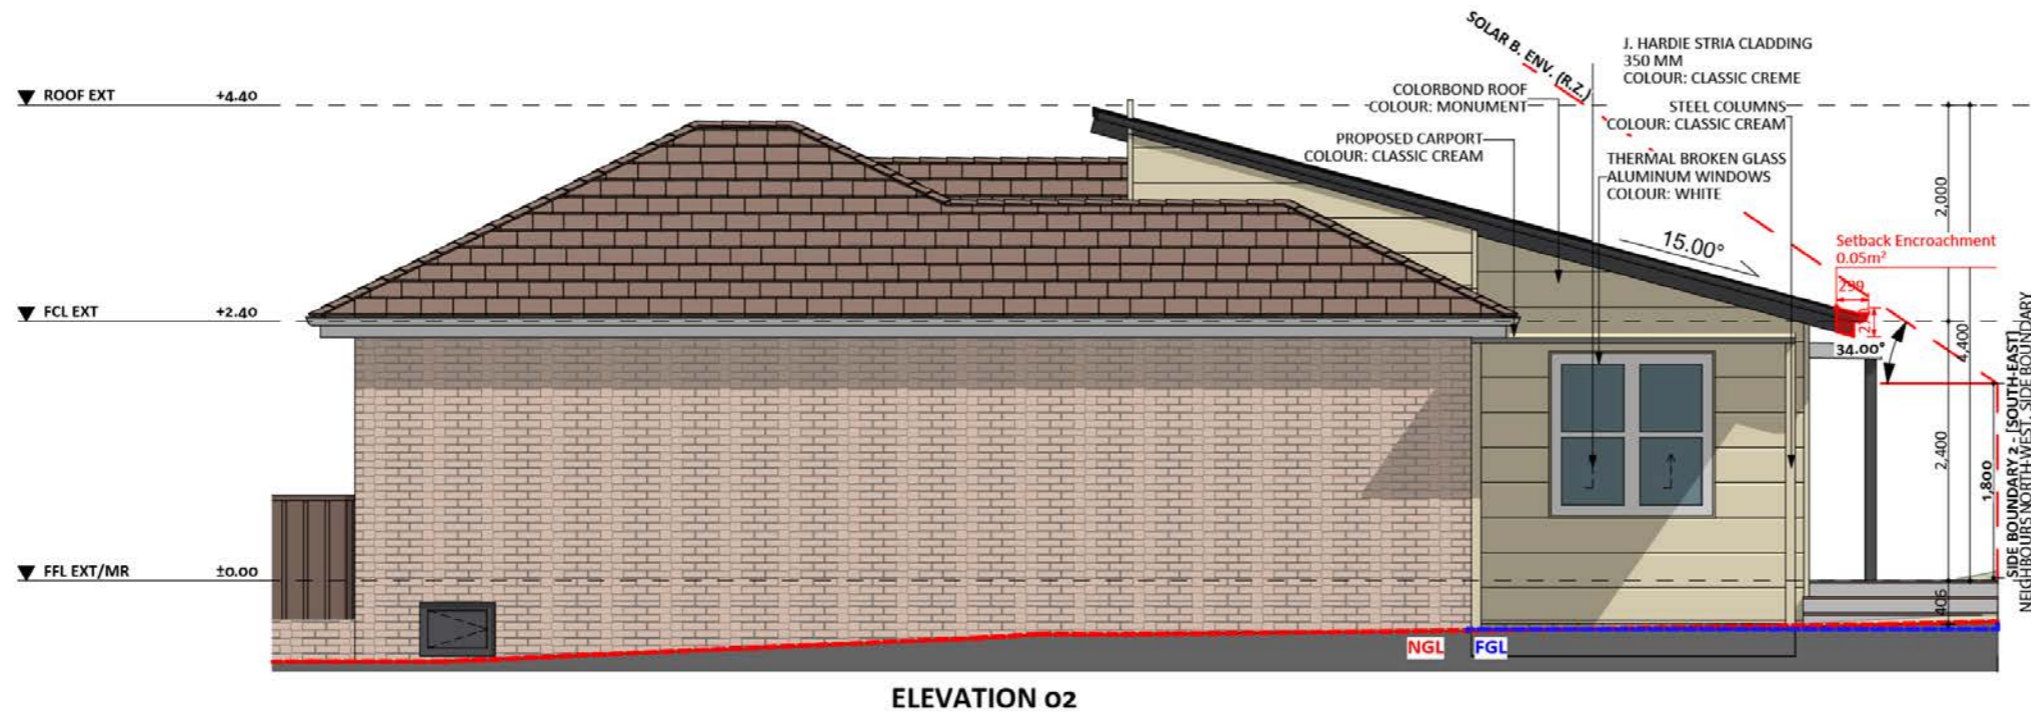 SOLAR B. ENV. (R.Z.)
J. HARDIE STRIA CLADDING
350 MM
COLOUR: CLASSIC CREME
ROOF EXT +4.40
COLORBOND ROOF
COLOUR: MONUMENT
STEEL COLUMNS
COLOUR: CLASSIC CREAM
PROPOSED CARPORT
COLOUR: CLASSIC CREAM
THERMAL BROKEN GLASS
ALUMINUM WINDOWS
COLOUR: WHITE
2,000
15.00°
Setback Encroachment
0.05m²
FCL EXT +2.40
34.00°
4,400
2,400
1,800
SIDE BOUNDARY 2 - [SOUTH-EAST]
NEIGHBOURS NORTH-WEST, SIDE BOUNDARY
FFL EXT/MR ±0.00
405
NGL FGL
ELEVATION 02